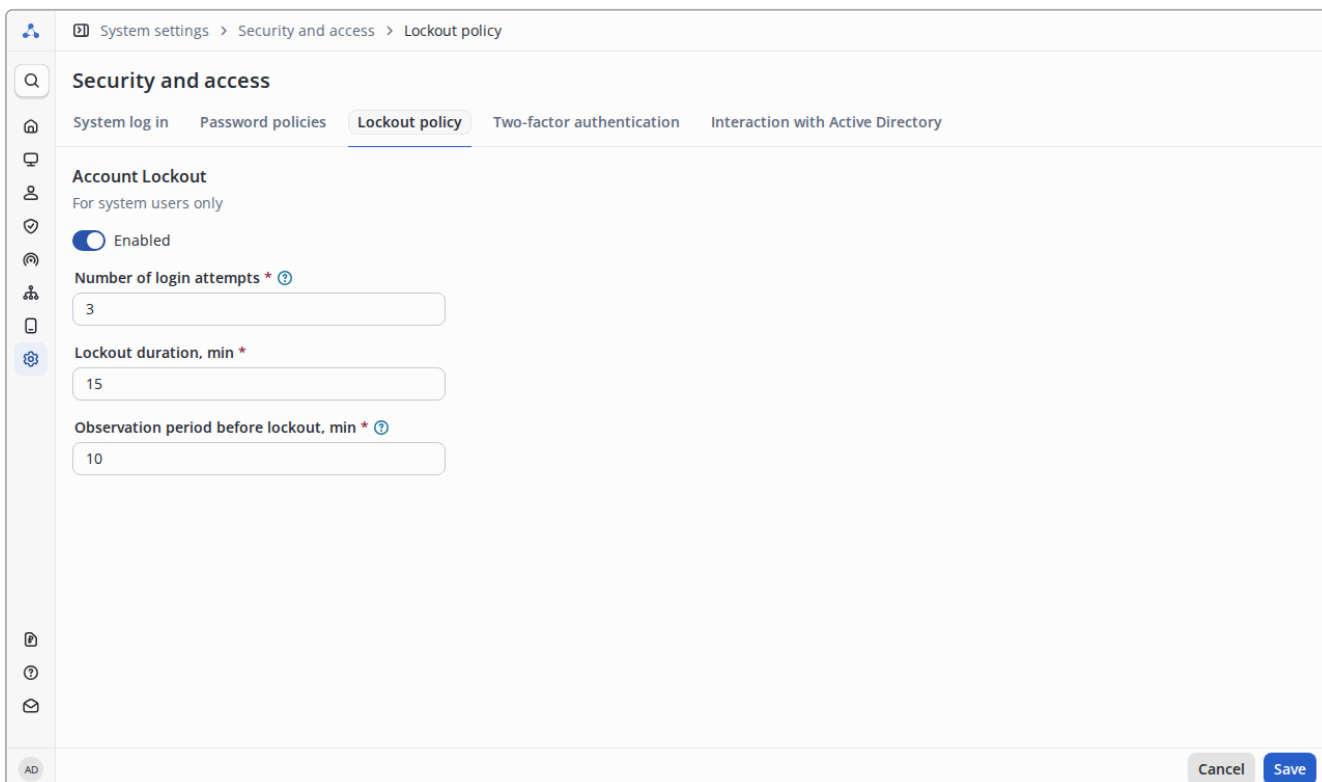 System settings > Security and access > Lockout policy
Security and access
System log in Password policies Lockout policy Two-factor authentication Interaction with Active Directory
Account Lockout
For system users only
Enabled
Number of login attempts * ?
3
Lockout duration, min *
15
Observation period before lockout, min * ?
10
AD
Cancel Save